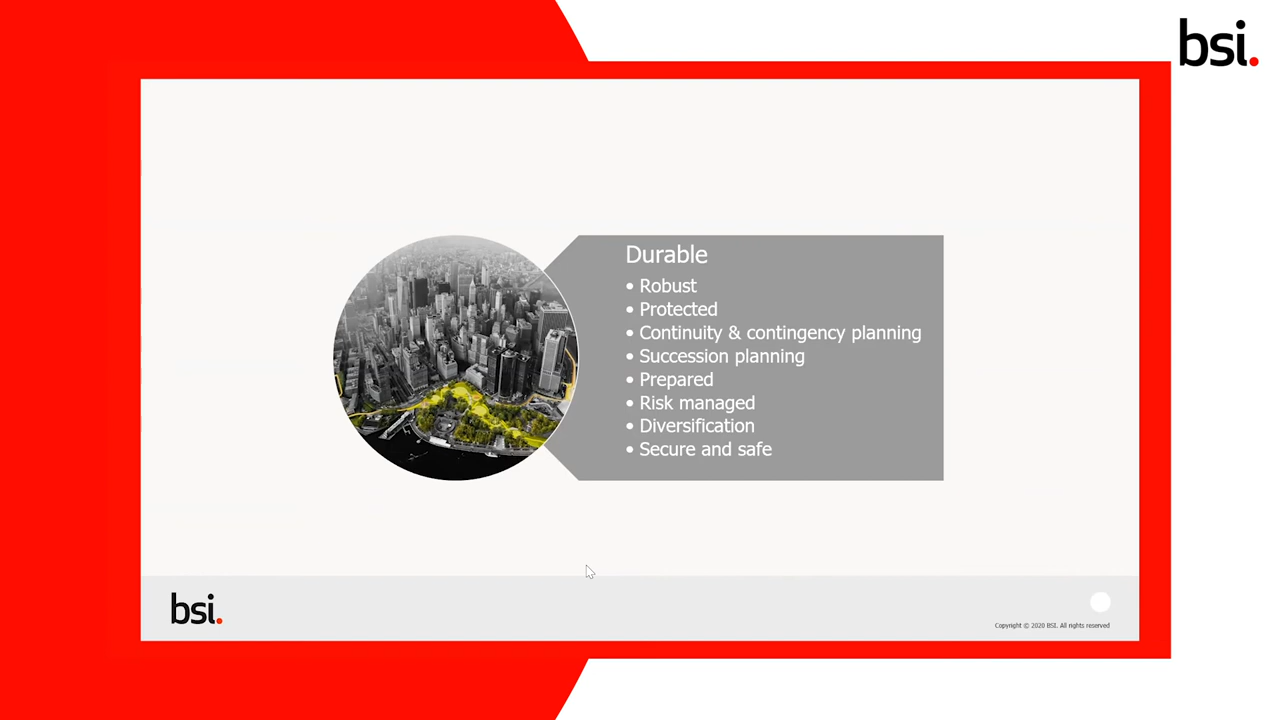 bsi.
Durable
• Robust
• Protected
• Continuity & contingency planning
• Succession planning
• Prepared
• Risk managed
• Diversification
• Secure and safe
bsi.
Copyright © 2020 BSI. All rights reserved